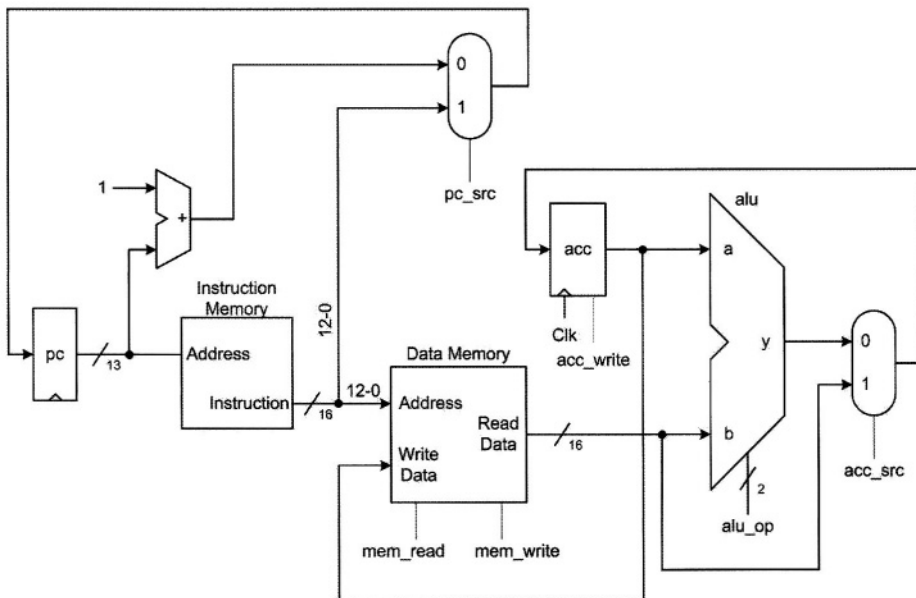 0
1
pc_src
1
+
alu
acc
a
Instruction
Memory
12-0
Clk
acc_write
pc
13
Address
Data Memory
y
0
1
Instruction
16
12-0
Address
Read
Data
16
b
Write
Data
2
acc_src
alu_op
mem_read
mem_write